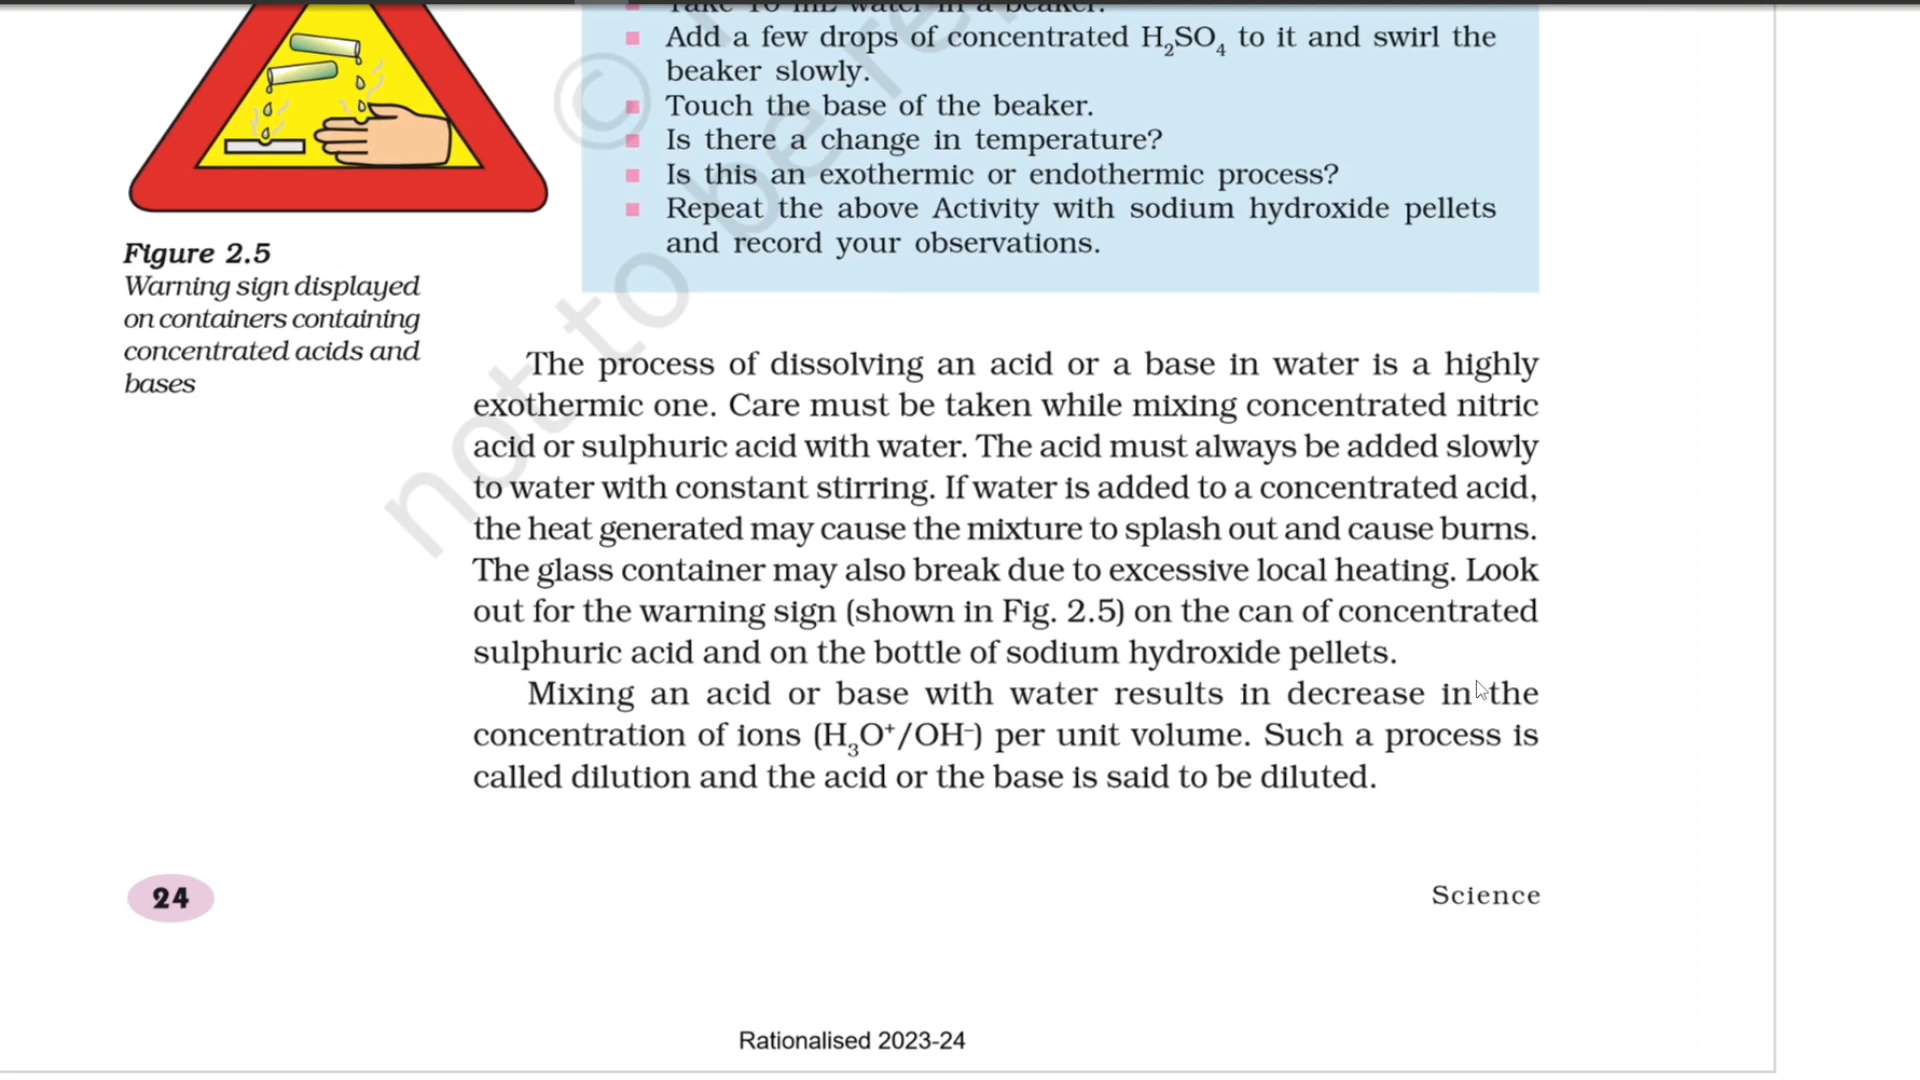 Take 10 mL water in a beaker.
Add a few drops of concentrated H₂SO₄ to it and swirl the
beaker slowly.
Touch the base of the beaker.
Is there a change in temperature?
Is this an exothermic or endothermic process?
Repeat the above Activity with sodium hydroxide pellets
and record your observations.
Figure 2.5
Warning sign displayed
on containers containing
concentrated acids and
bases
The process of dissolving an acid or a base in water is a highly
exothermic one. Care must be taken while mixing concentrated nitric
acid or sulphuric acid with water. The acid must always be added slowly
to water with constant stirring. If water is added to a concentrated acid,
the heat generated may cause the mixture to splash out and cause burns.
The glass container may also break due to excessive local heating. Look
out for the warning sign (shown in Fig. 2.5) on the can of concentrated
sulphuric acid and on the bottle of sodium hydroxide pellets.
Mixing an acid or base with water results in decrease in the
concentration of ions (H₃O⁺/OH⁻) per unit volume. Such a process is
called dilution and the acid or the base is said to be diluted.
24
Science
Rationalised 2023-24
©
not to be re